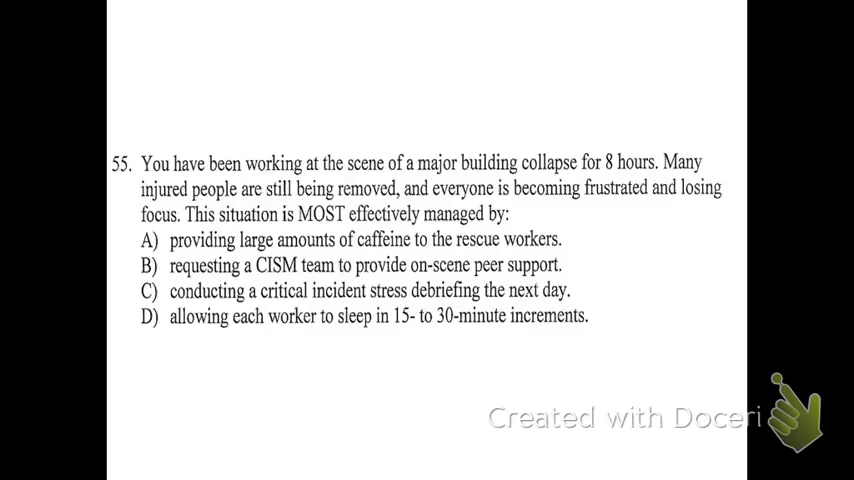 55. You have been working at the scene of a major building collapse for 8 hours. Many
injured people are still being removed, and everyone is becoming frustrated and losing
focus. This situation is MOST effectively managed by:
A) providing large amounts of caffeine to the rescue workers.
B) requesting a CISM team to provide on-scene peer support.
C) conducting a critical incident stress debriefing the next day.
D) allowing each worker to sleep in 15- to 30-minute increments.
Created with Doceri